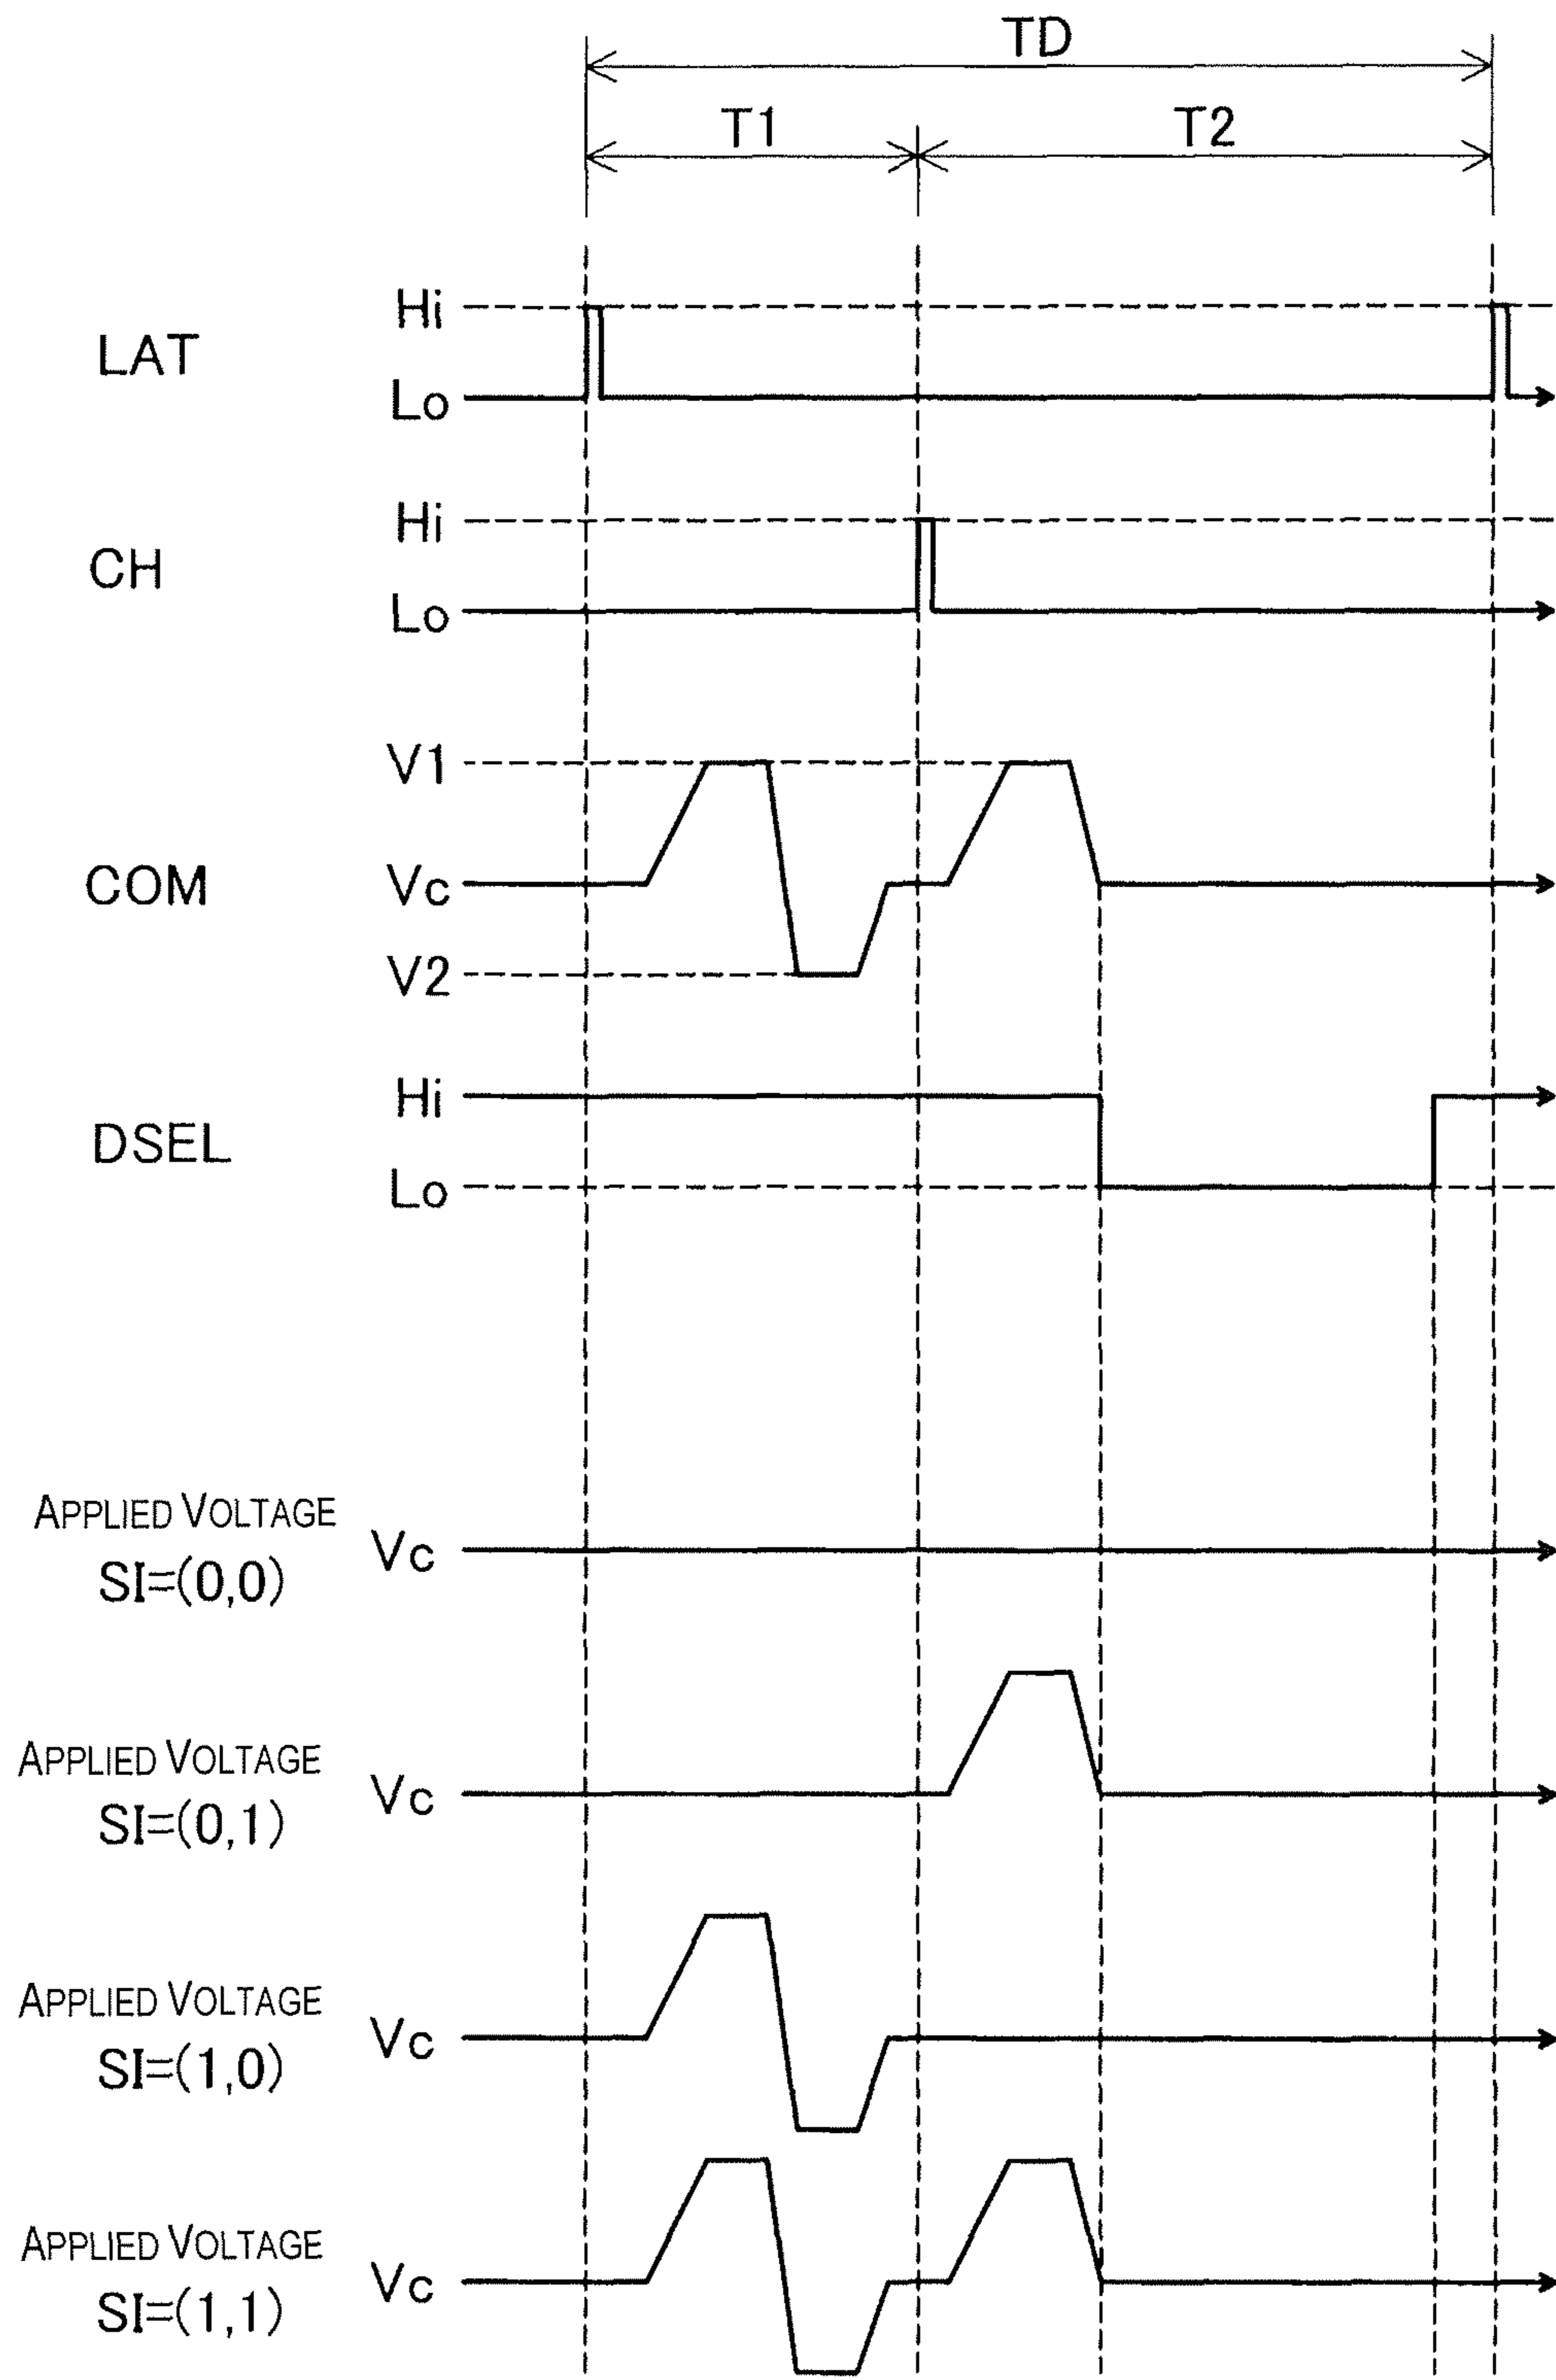 TD
T1 T2
Hi
LAT
Lo
Hi
CH
Lo
V1
COM Vc
V2
Hi
DSEL
Lo
APPLIED VOLTAGE
SI=(0,0)
Vc
APPLIED VOLTAGE
SI=(0,1)
Vc
APPLIED VOLTAGE
SI=(1,0)
Vc
APPLIED VOLTAGE
SI=(1,1)
Vc